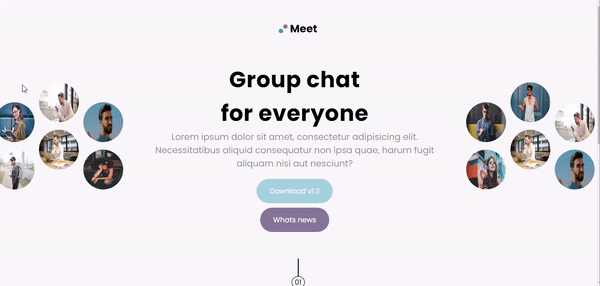 Meet
Group chat
for everyone
Lorem ipsum dolor sit amet, consectetur adipisicing elit.
Necessitatibus aliquid consequatur non ipsa quae, harum fugit
aliquam nisi aut nesciunt?
Download v1.3
Whats news
01